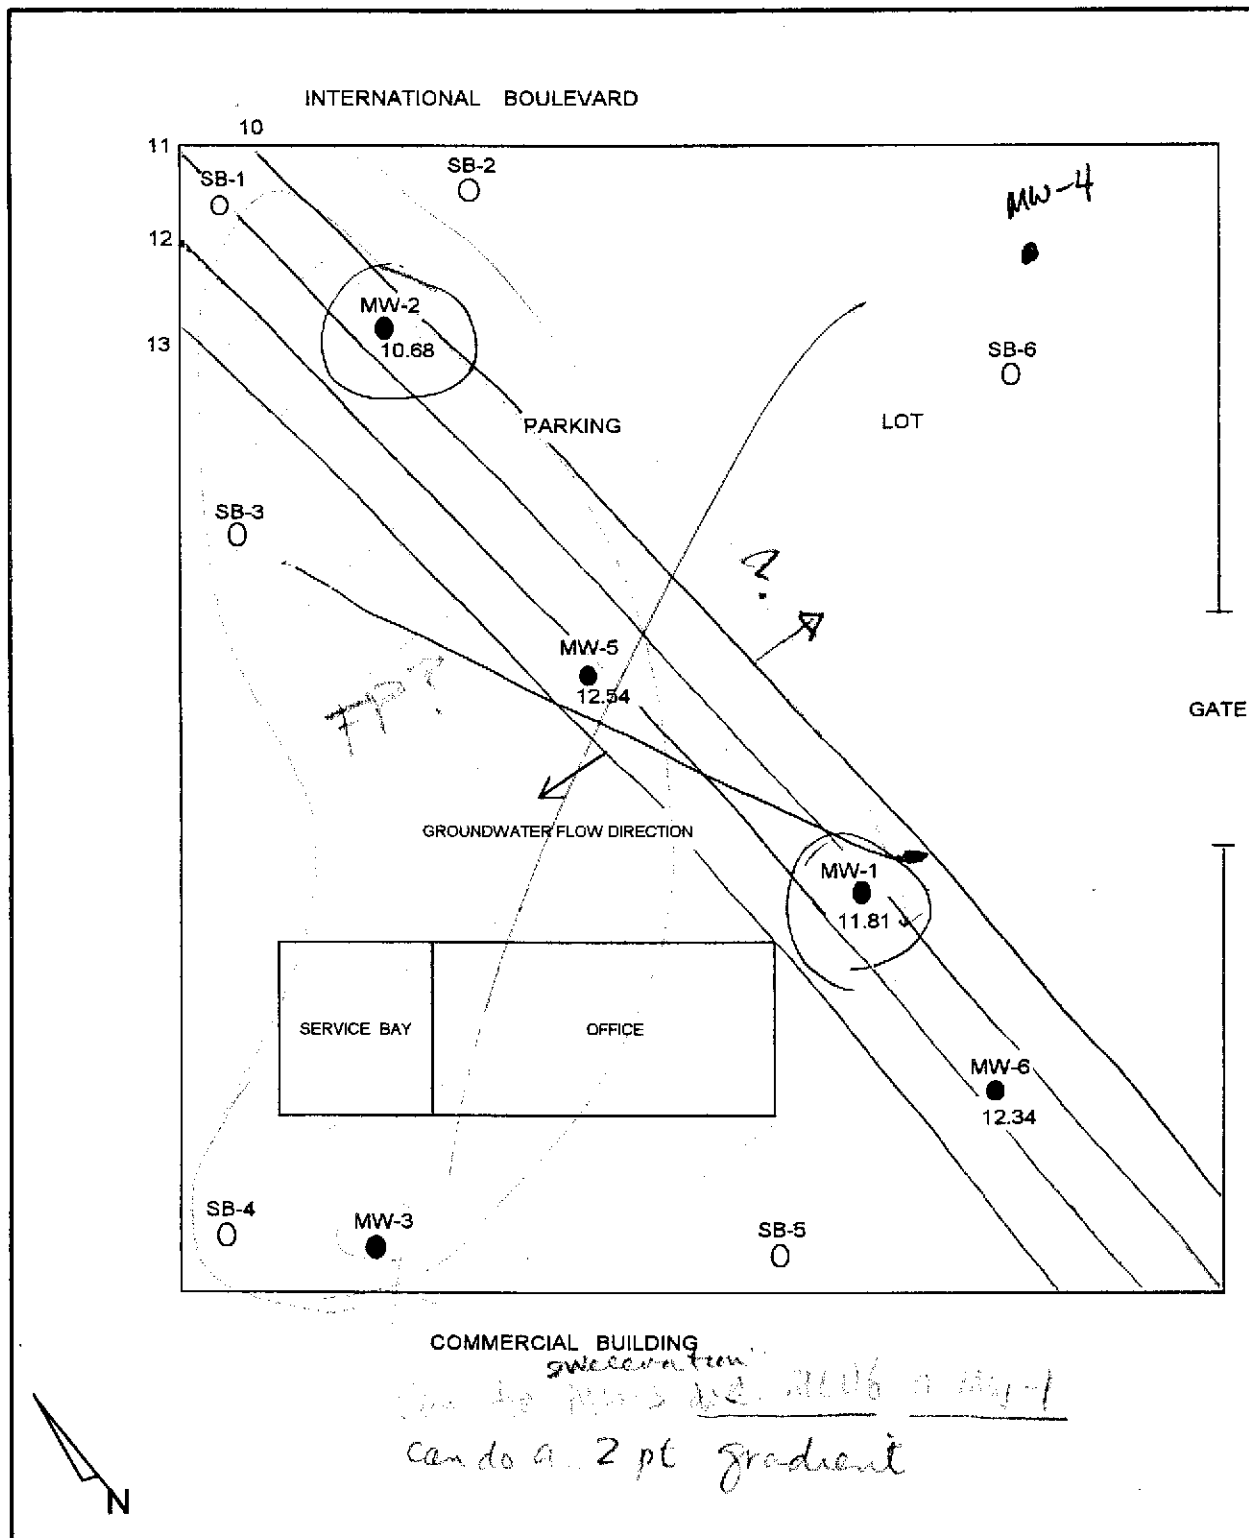 INTERNATIONAL BOULEVARD
10
11
SB-2
SB-1
MW-4
12
MW-2
13
10.68
SB-6
PARKING
LOT
SB-3
?
MW-5
12.54
FP?
GATE
GROUNDWATER FLOW DIRECTION
MW-1
11.81
SERVICE BAY
OFFICE
MW-6
12.34
SB-4
MW-3
SB-5
COMMERCIAL BUILDING
can do a 2 pt gradient
N